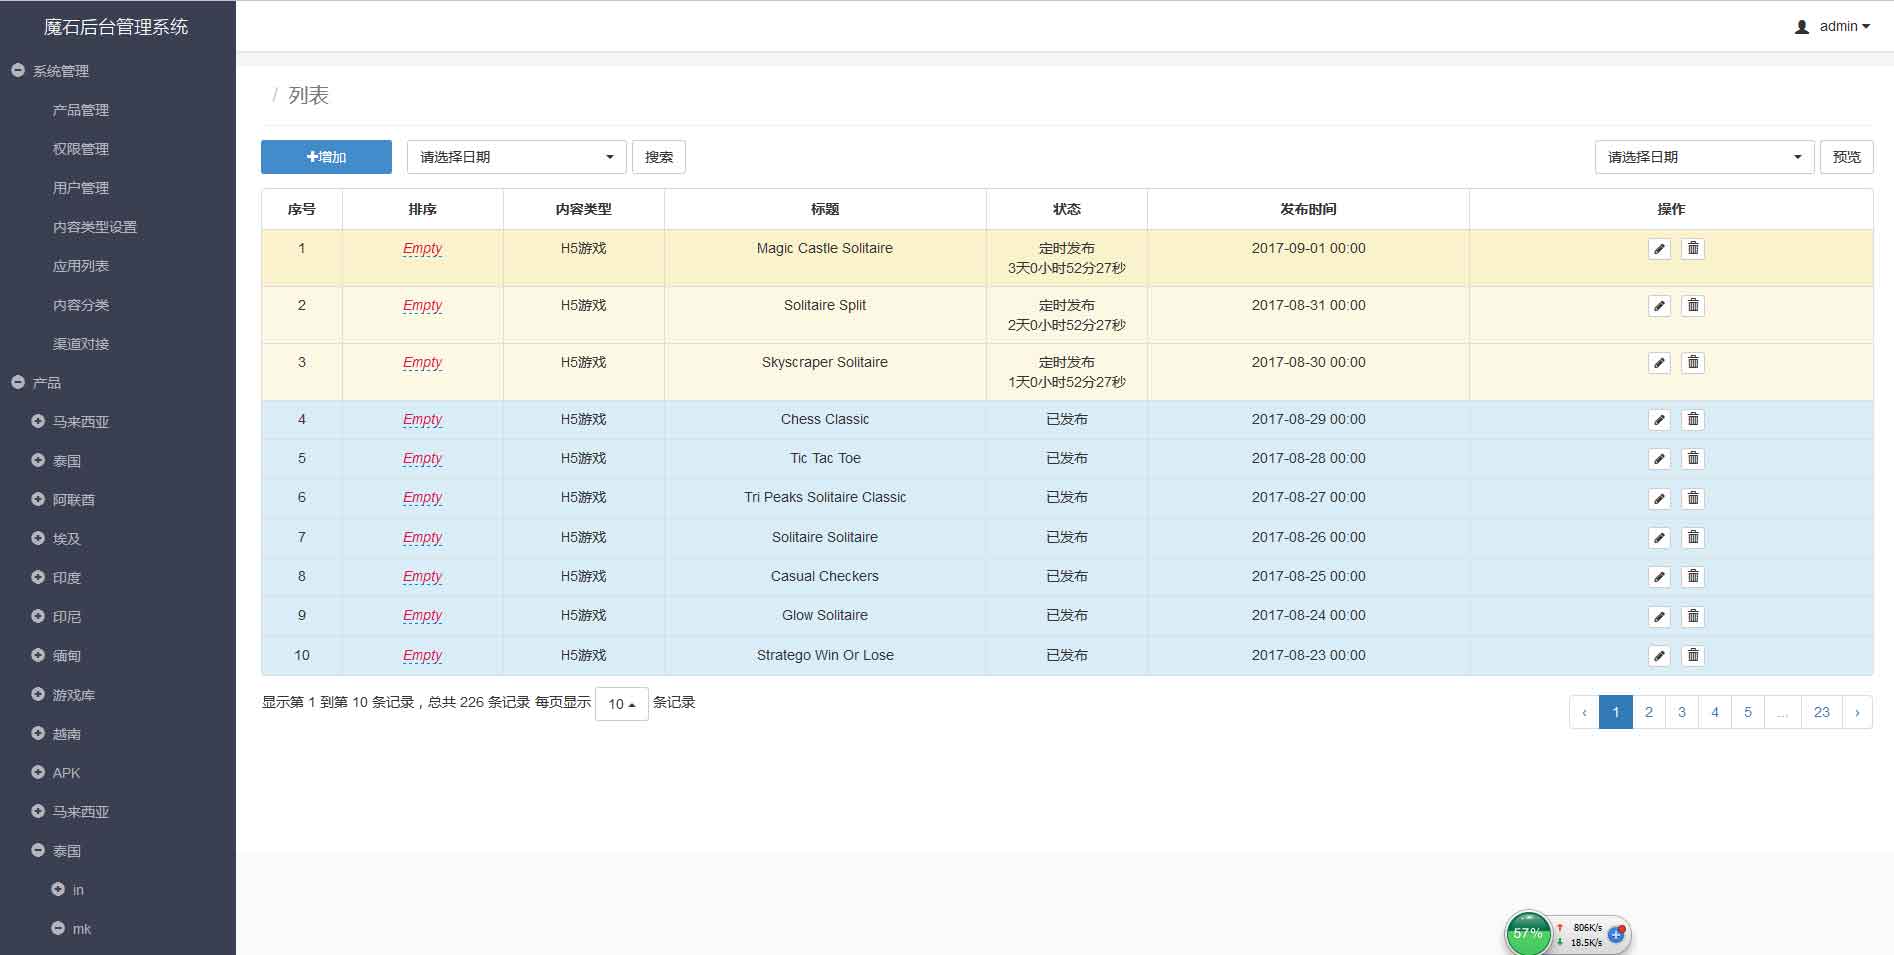 魔石后台管理系统
admin
系统管理
产品管理
权限管理
用户管理
内容类型设置
应用列表
内容分类
渠道对接
产品
马来西亚
泰国
阿联酋
埃及
印度
印尼
缅甸
游戏库
越南
APK
马来西亚
泰国
in
mk
/ 列表
增加 请选择日期 搜索 请选择日期 预览
序号 排序 内容类型 标题 状态 发布时间 操作
1 Empty H5游戏 Magic Castle Solitaire 定时发布 2017-09-01 00:00
3天0小时52分27秒
2 Empty H5游戏 Solitaire Split 定时发布 2017-08-31 00:00
2天0小时52分27秒
3 Empty H5游戏 Skyscraper Solitaire 定时发布 2017-08-30 00:00
1天0小时52分27秒
4 Empty H5游戏 Chess Classic 已发布 2017-08-29 00:00
5 Empty H5游戏 Tic Tac Toe 已发布 2017-08-28 00:00
6 Empty H5游戏 Tri Peaks Solitaire Classic 已发布 2017-08-27 00:00
7 Empty H5游戏 Solitaire Solitaire 已发布 2017-08-26 00:00
8 Empty H5游戏 Casual Checkers 已发布 2017-08-25 00:00
9 Empty H5游戏 Glow Solitaire 已发布 2017-08-24 00:00
10 Empty H5游戏 Stratego Win Or Lose 已发布 2017-08-23 00:00
显示第 1 到第 10 条记录，总共 226 条记录 每页显示 10 条记录
‹ 1 2 3 4 5 ... 23 ›
57% 806K/s
18.5K/s